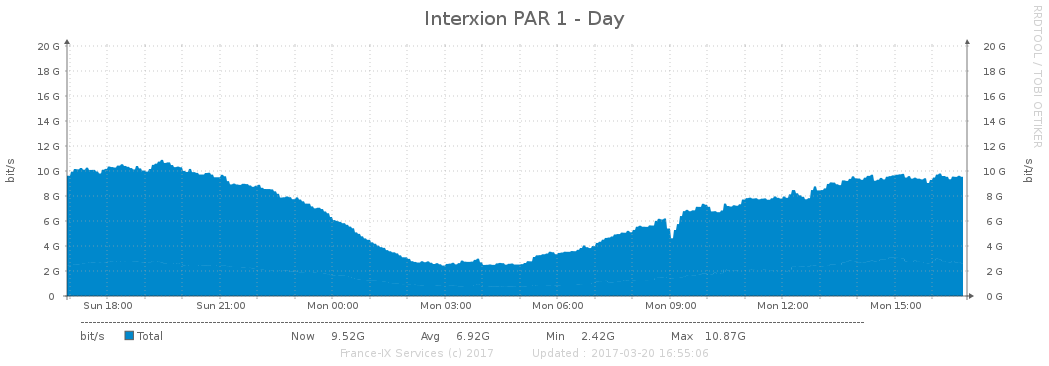 Interxion PAR 1 - Day
RRDTOOL / TOBI OETIKER
bit/s
20 G 20 G
18 G 18 G
16 G 16 G
14 G 14 G
12 G 12 G
10 G 10 G
8 G 8 G
6 G 6 G
4 G 4 G
2 G 2 G
0 0 G
bit/s
Sun 18:00 Sun 21:00 Mon 00:00 Mon 03:00 Mon 06:00 Mon 09:00 Mon 12:00 Mon 15:00
bit/s Total Now 9.52G Avg 6.92G Min 2.42G Max 10.87G
France-IX Services (c) 2017 Updated : 2017-03-20 16:55:06